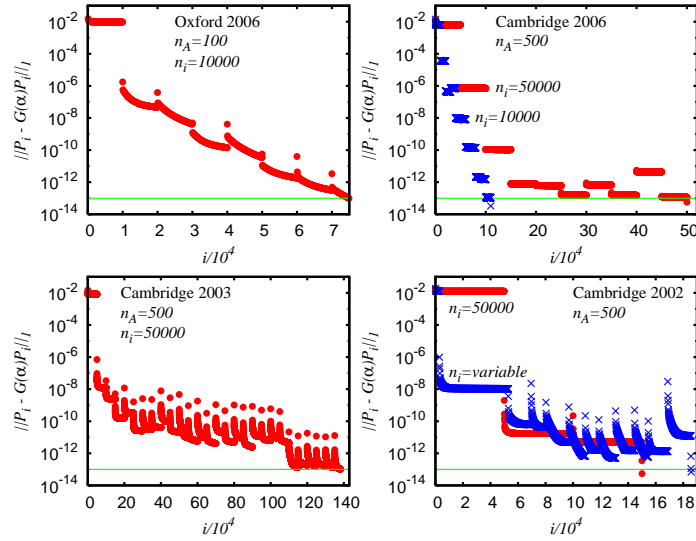 Oxford 2006
n_A=100
n_i=10000
||P_i - G(α)P_i||_1
10^-2
10^-4
10^-6
10^-8
10^-10
10^-12
10^-14
0 1 2 3 4 5 6 7
i/10^4
Cambridge 2006
n_A=500
n_i=50000
n_i=10000
||P_i - G(α)P_i||_1
10^-2
10^-4
10^-6
10^-8
10^-10
10^-12
10^-14
0 10 20 30 40 50
i/10^4
Cambridge 2003
n_A=500
n_i=50000
||P_i - G(α)P_i||_1
10^-2
10^-4
10^-6
10^-8
10^-10
10^-12
10^-14
0 20 40 60 80 100 120 140
i/10^4
n_i=50000
Cambridge 2002
n_A=500
n_i=variable
||P_i - G(α)P_i||_1
10^-2
10^-4
10^-6
10^-8
10^-10
10^-12
10^-14
0 2 4 6 8 10 12 14 16 18
i/10^4